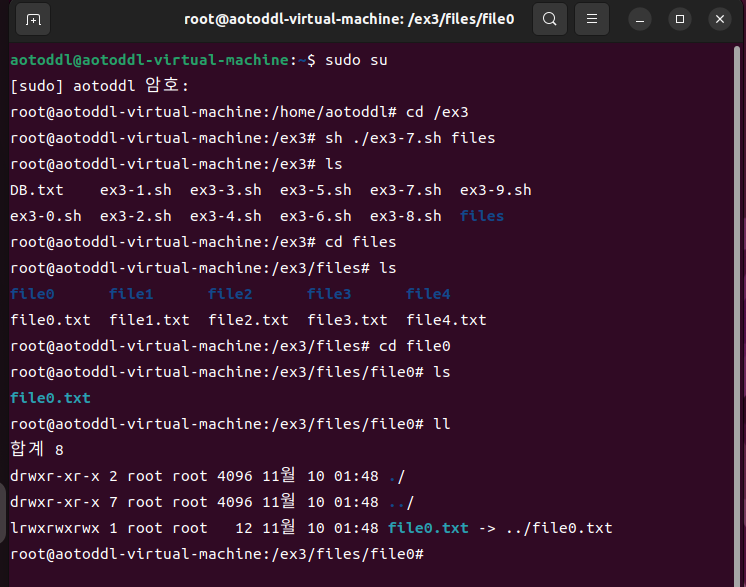 root@aotoddl-virtual-machine: /ex3/files/file0
aotoddl@aotoddl-virtual-machine:~$ sudo su
[sudo] aotoddl 암호:
root@aotoddl-virtual-machine:/home/aotoddl# cd /ex3
root@aotoddl-virtual-machine:/ex3# sh ./ex3-7.sh files
root@aotoddl-virtual-machine:/ex3# ls
DB.txt    ex3-1.sh  ex3-3.sh  ex3-5.sh  ex3-7.sh  ex3-9.sh
ex3-0.sh  ex3-2.sh  ex3-4.sh  ex3-6.sh  ex3-8.sh  files
root@aotoddl-virtual-machine:/ex3# cd files
root@aotoddl-virtual-machine:/ex3/files# ls
file0      file1      file2      file3      file4
file0.txt  file1.txt  file2.txt  file3.txt  file4.txt
root@aotoddl-virtual-machine:/ex3/files# cd file0
root@aotoddl-virtual-machine:/ex3/files/file0# ls
file0.txt
root@aotoddl-virtual-machine:/ex3/files/file0# ll
합계 8
drwxr-xr-x 2 root root 4096 11월 10 01:48 ./
drwxr-xr-x 7 root root 4096 11월 10 01:48 ../
lrwxrwxrwx 1 root root   12 11월 10 01:48 file0.txt -> ../file0.txt
root@aotoddl-virtual-machine:/ex3/files/file0#